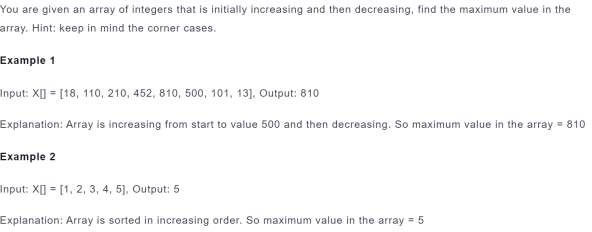 You are given an array of integers that is initially increasing and then decreasing, find the maximum value in the
array. Hint: keep in mind the corner cases.
Example 1
Input: X[] = [18, 110, 210, 452, 810, 500, 101, 13], Output: 810
Explanation: Array is increasing from start to value 500 and then decreasing. So maximum value in the array = 810
Example 2
Input: X[] = [1, 2, 3, 4, 5], Output: 5
Explanation: Array is sorted in increasing order. So maximum value in the array = 5